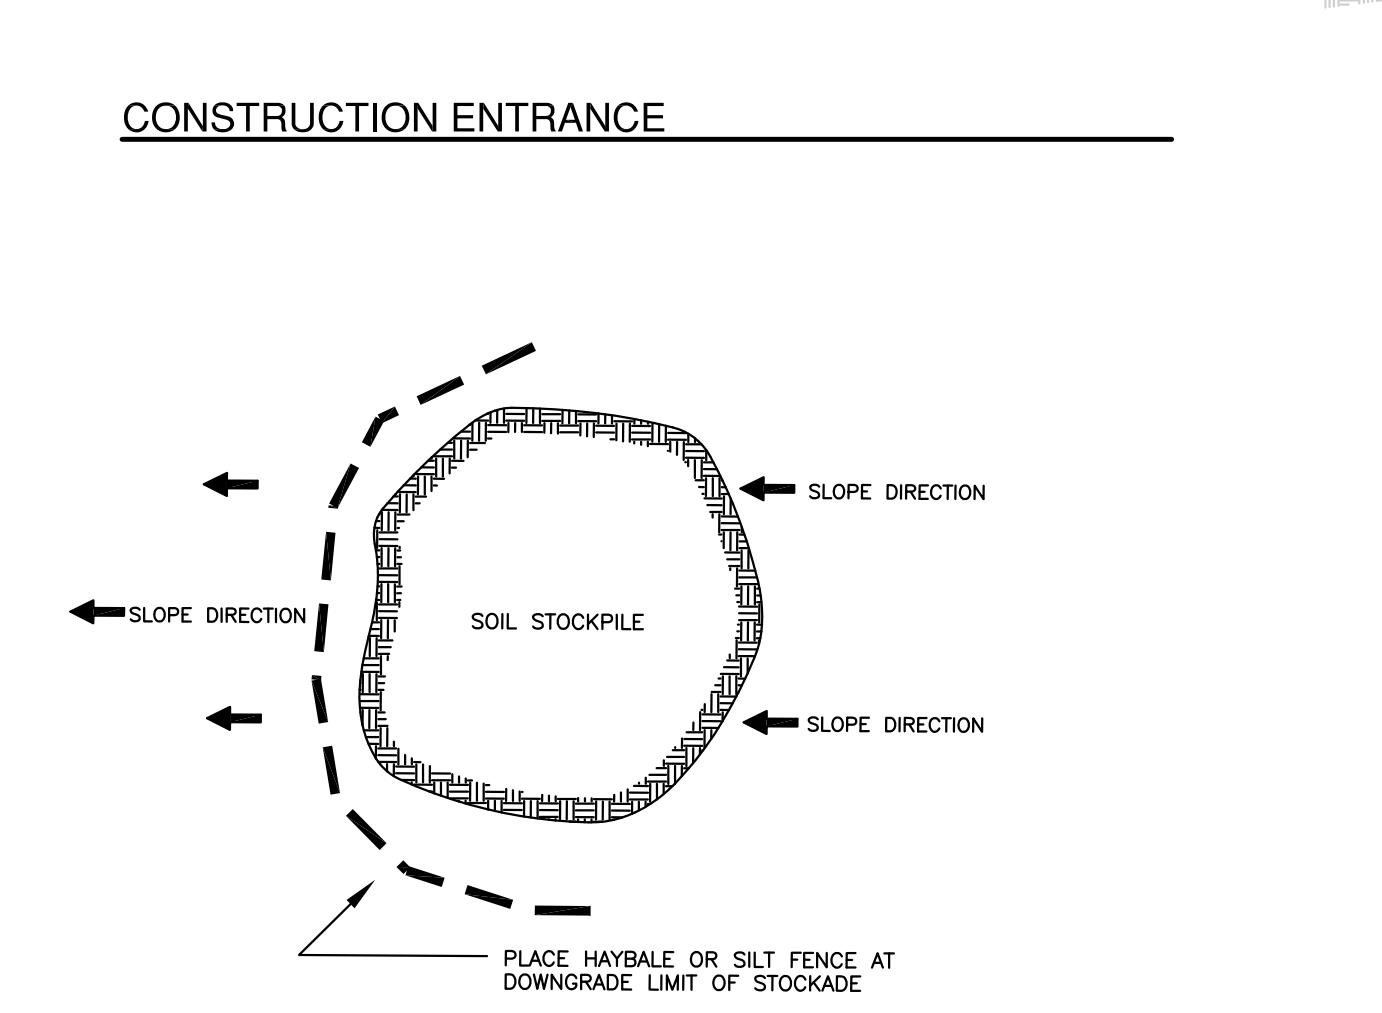 CONSTRUCTION ENTRANCE
SLOPE DIRECTION
SLOPE DIRECTION
SOIL STOCKPILE
SLOPE DIRECTION
PLACE HAYBALE OR SILT FENCE AT
DOWNGRADE LIMIT OF STOCKADE